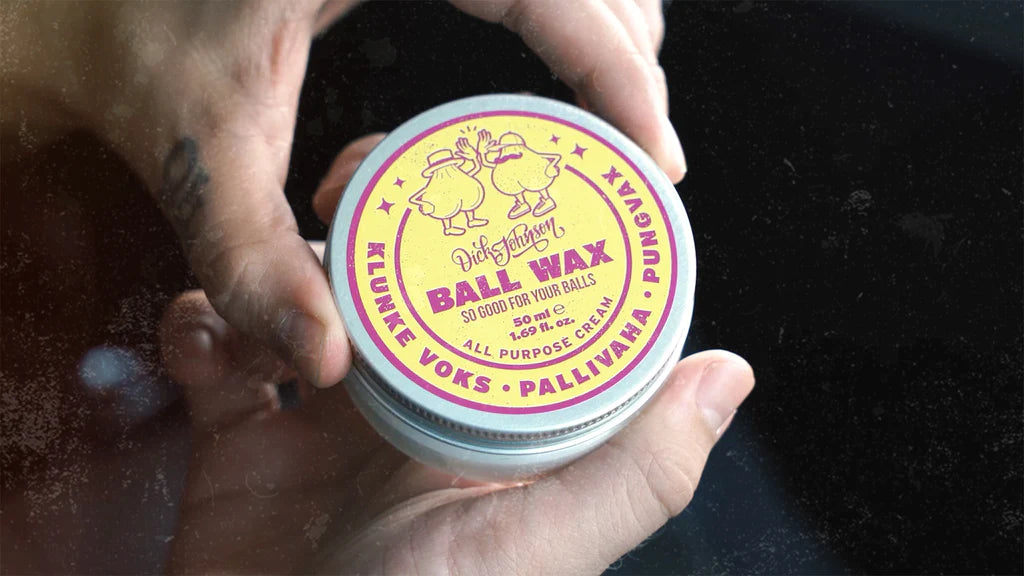 Dick Johnson
BALL WAX
SO GOOD FOR YOUR BALLS
50 ml e
1.69 fl. oz.
ALL PURPOSE CREAM
KLUNKE VOKS • PALLIVAHA • PUNGVAX